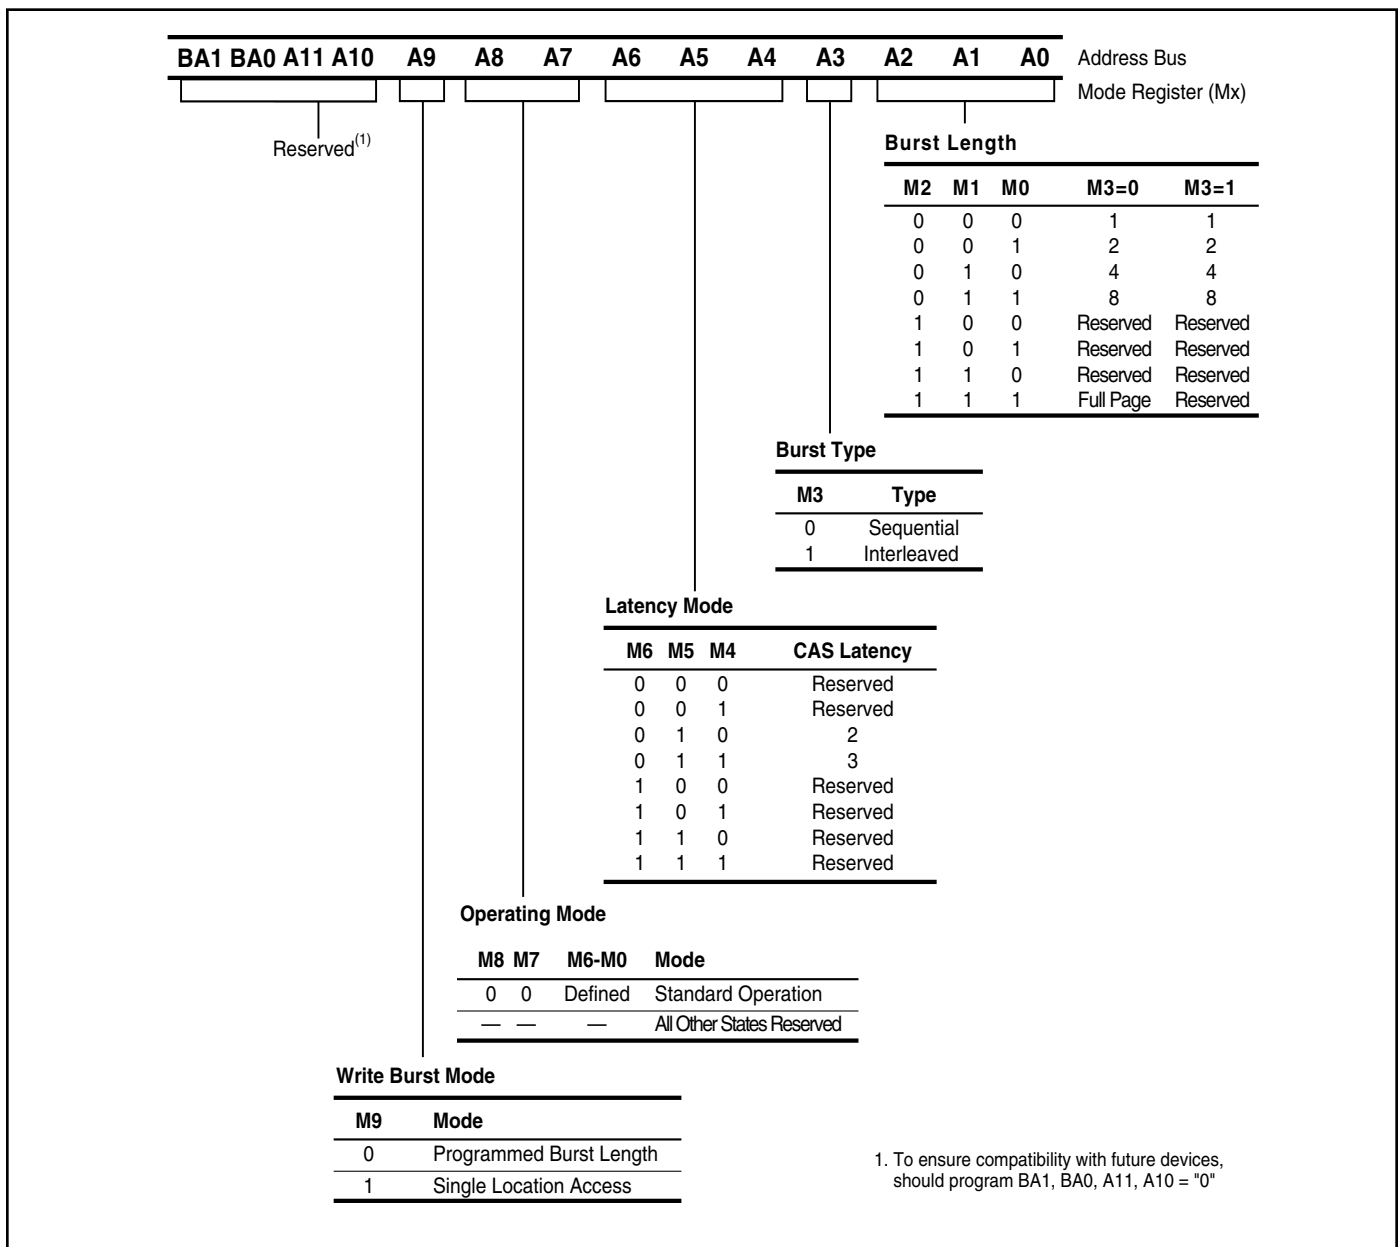 BA1 BA0 A11 A10 A9 A8 A7 A6 A5 A4 A3 A2 A1 A0 Address Bus
Mode Register (Mx)
Reserved(1)
Burst Length
M2 M1 M0 M3=0 M3=1
0 0 0 1 1
0 0 1 2 2
0 1 0 4 4
0 1 1 8 8
1 0 0 Reserved Reserved
1 0 1 Reserved Reserved
1 1 0 Reserved Reserved
1 1 1 Full Page Reserved
Burst Type
M3 Type
0 Sequential
1 Interleaved
Latency Mode
M6 M5 M4 CAS Latency
0 0 0 Reserved
0 0 1 Reserved
0 1 0 2
0 1 1 3
1 0 0 Reserved
1 0 1 Reserved
1 1 0 Reserved
1 1 1 Reserved
Operating Mode
M8 M7 M6-M0 Mode
0 0 Defined Standard Operation
— — — All Other States Reserved
Write Burst Mode
M9 Mode
0 Programmed Burst Length
1 Single Location Access
1. To ensure compatibility with future devices,
should program BA1, BA0, A11, A10 = "0"